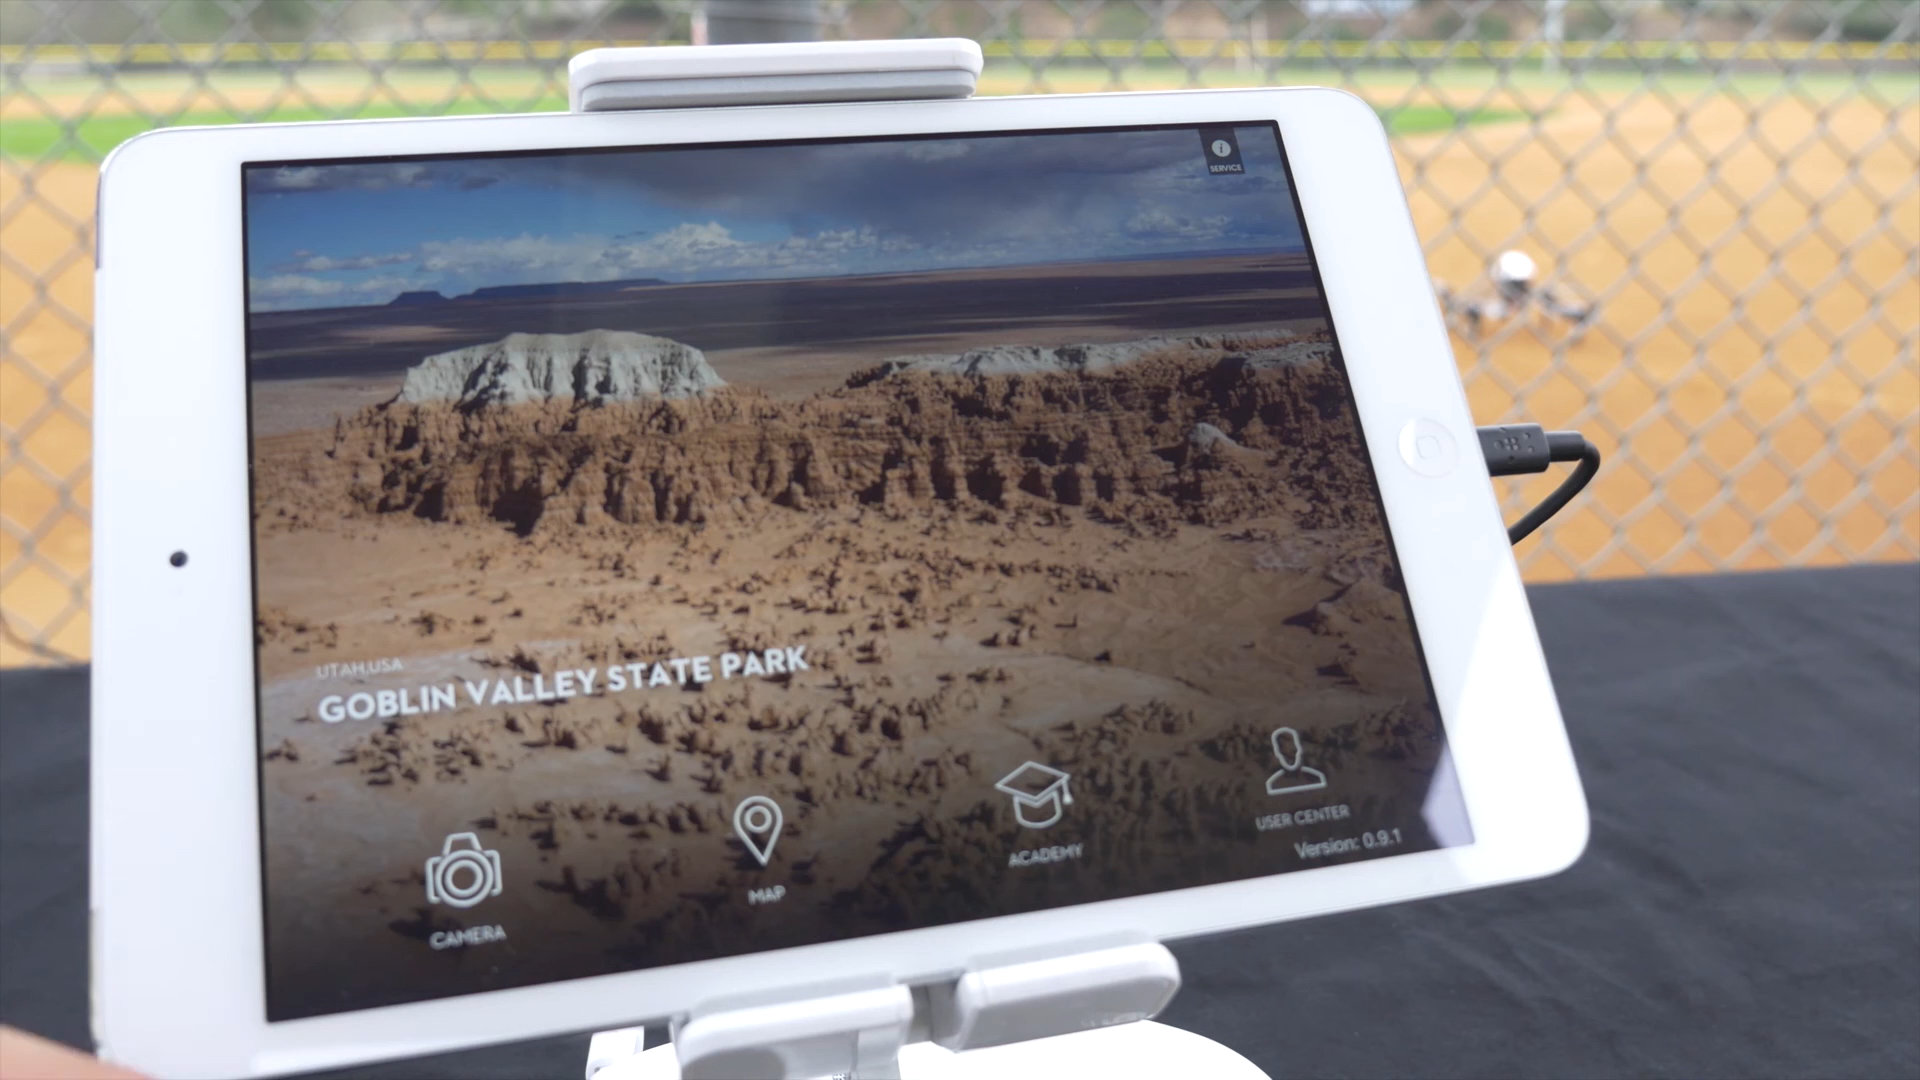 SERVICE
UTAH,USA
GOBLIN VALLEY STATE PARK
CAMERA
MAP
ACADEMY
USER CENTER
Version: 0.9.1